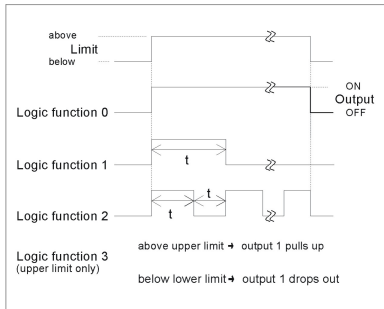 above
Limit
below
ON
Output
OFF
Logic function 0
Logic function 1
t
t
t
Logic function 2
Logic function 3
(upper limit only)
above upper limit → output 1 pulls up
below lower limit → output 1 drops out